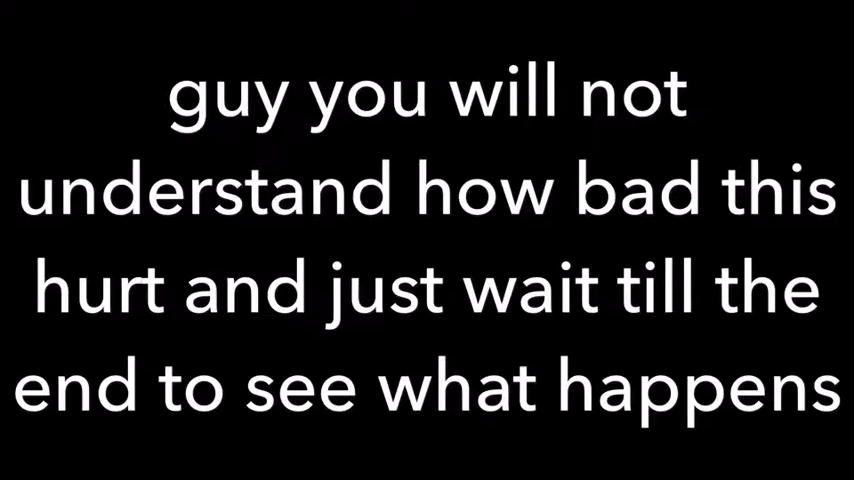 guy you will not
understand how bad this
hurt and just wait till the
end to see what happens